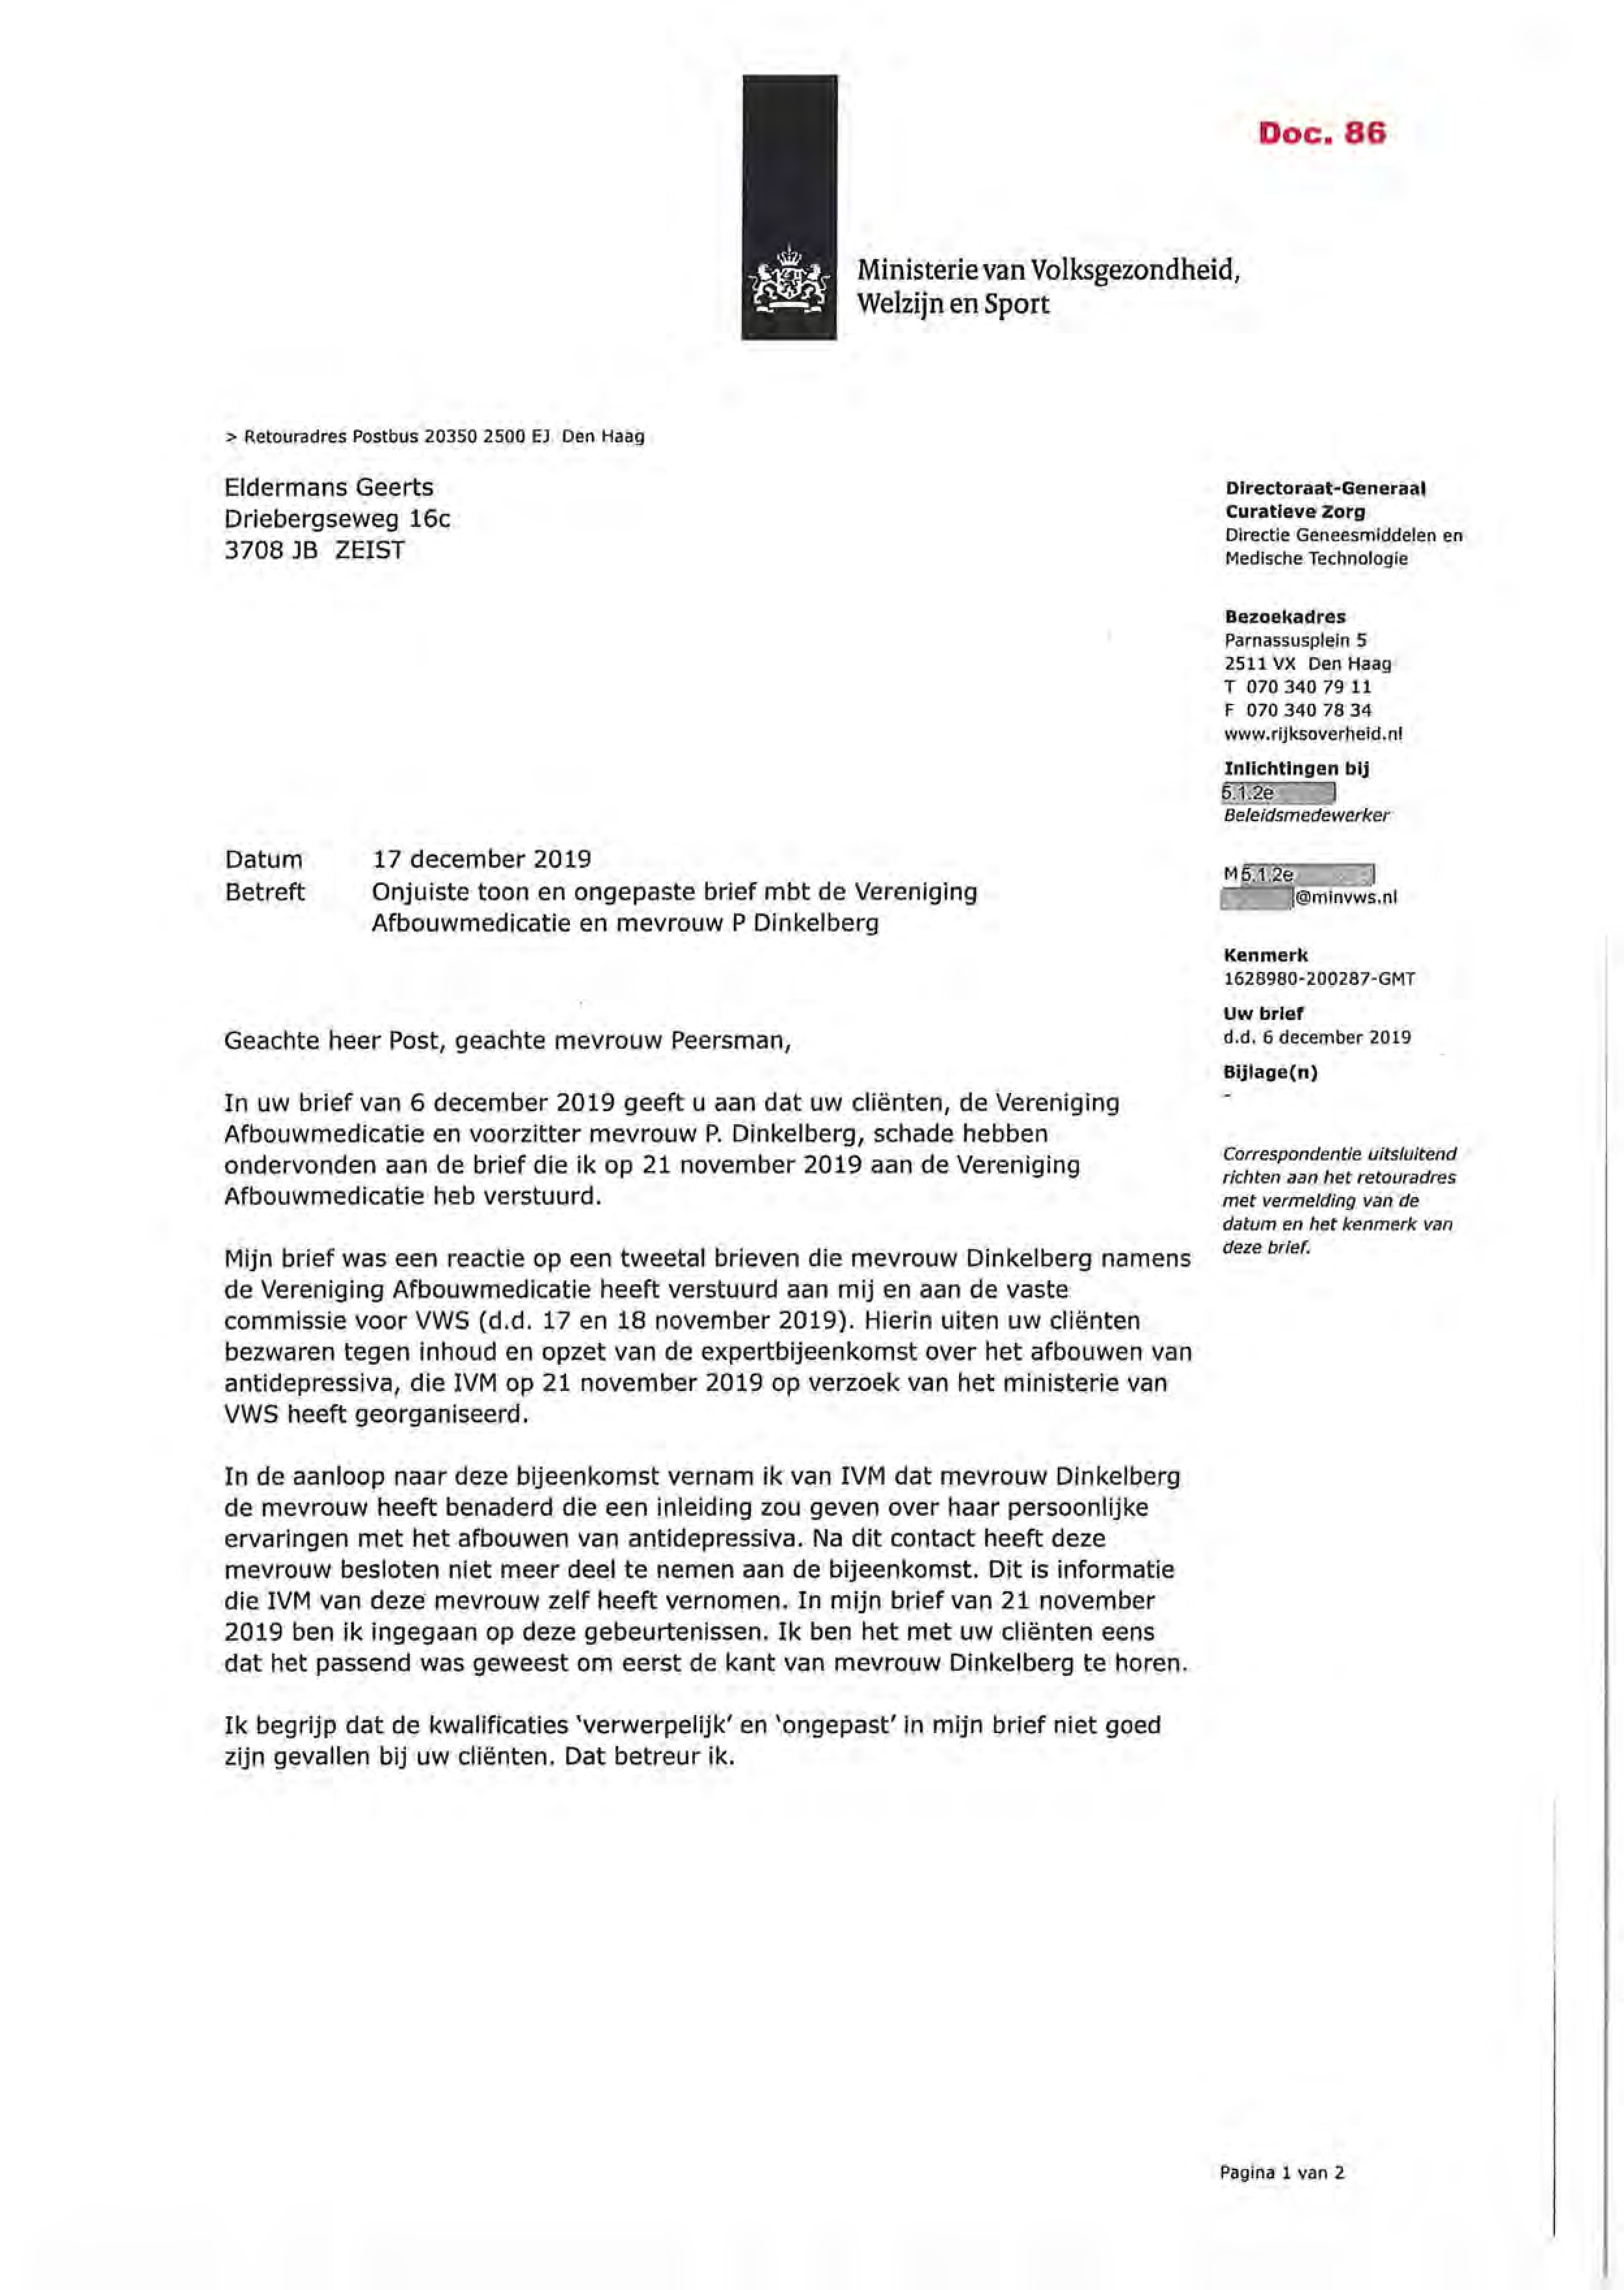 Doc. 86
Ministerie van Volksgezondheid,
Welzijn en Sport
> Retouradres Postbus 20350 2500 EJ Den Haag
Eldermans Geerts
Driebergseweg 16c
3708 JB ZEIST
Directoraat-Generaal
Curatieve Zorg
Directie Geneesmiddelen en
Medische Technologie
Bezoekadres
Parnassusplein 5
2511 VX Den Haag
T 070 340 79 11
F 070 340 78 34
www.rijksoverheid.nl
Inlichtingen bij
5.1.2e
Beleidsmedewerker
M 5.1.2e
@minvws.nl
Kenmerk
1628980-200287-GMT
Uw brief
d.d. 6 december 2019
Bijlage(n)
-
Correspondentie uitsluitend
richten aan het retouradres
met vermelding van de
datum en het kenmerk van
deze brief.
Datum 17 december 2019
Betreft Onjuiste toon en ongepaste brief mbt de Vereniging
Afbouwmedicatie en mevrouw P Dinkelberg
Geachte heer Post, geachte mevrouw Peersman,
In uw brief van 6 december 2019 geeft u aan dat uw cliënten, de Vereniging
Afbouwmedicatie en voorzitter mevrouw P. Dinkelberg, schade hebben
ondervonden aan de brief die ik op 21 november 2019 aan de Vereniging
Afbouwmedicatie heb verstuurd.
Mijn brief was een reactie op een tweetal brieven die mevrouw Dinkelberg namens
de Vereniging Afbouwmedicatie heeft verstuurd aan mij en aan de vaste
commissie voor VWS (d.d. 17 en 18 november 2019). Hierin uiten uw cliënten
bezwaren tegen inhoud en opzet van de expertbijeenkomst over het afbouwen van
antidepressiva, die IVM op 21 november 2019 op verzoek van het ministerie van
VWS heeft georganiseerd.
In de aanloop naar deze bijeenkomst vernam ik van IVM dat mevrouw Dinkelberg
de mevrouw heeft benaderd die een inleiding zou geven over haar persoonlijke
ervaringen met het afbouwen van antidepressiva. Na dit contact heeft deze
mevrouw besloten niet meer deel te nemen aan de bijeenkomst. Dit is informatie
die IVM van deze mevrouw zelf heeft vernomen. In mijn brief van 21 november
2019 ben ik ingegaan op deze gebeurtenissen. Ik ben het met uw cliënten eens
dat het passend was geweest om eerst de kant van mevrouw Dinkelberg te horen.
Ik begrijp dat de kwalificaties 'verwerpelijk' en 'ongepast' in mijn brief niet goed
zijn gevallen bij uw cliënten. Dat betreur ik.
Pagina 1 van 2